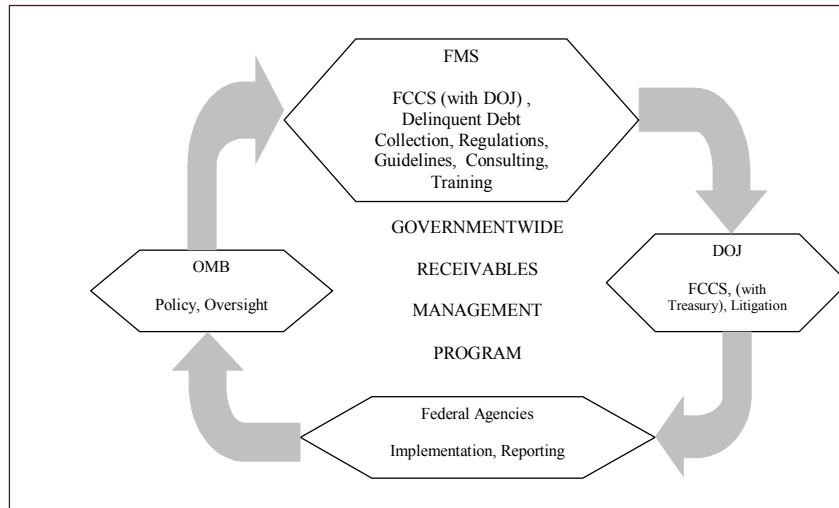 FMS
FCCS (with DOJ) ,
Delinquent Debt
Collection, Regulations,
Guidelines, Consulting,
Training
GOVERNMENTWIDE
RECEIVABLES
MANAGEMENT
PROGRAM
OMB
Policy, Oversight
DOJ
FCCS, (with
Treasury), Litigation
Federal Agencies
Implementation, Reporting